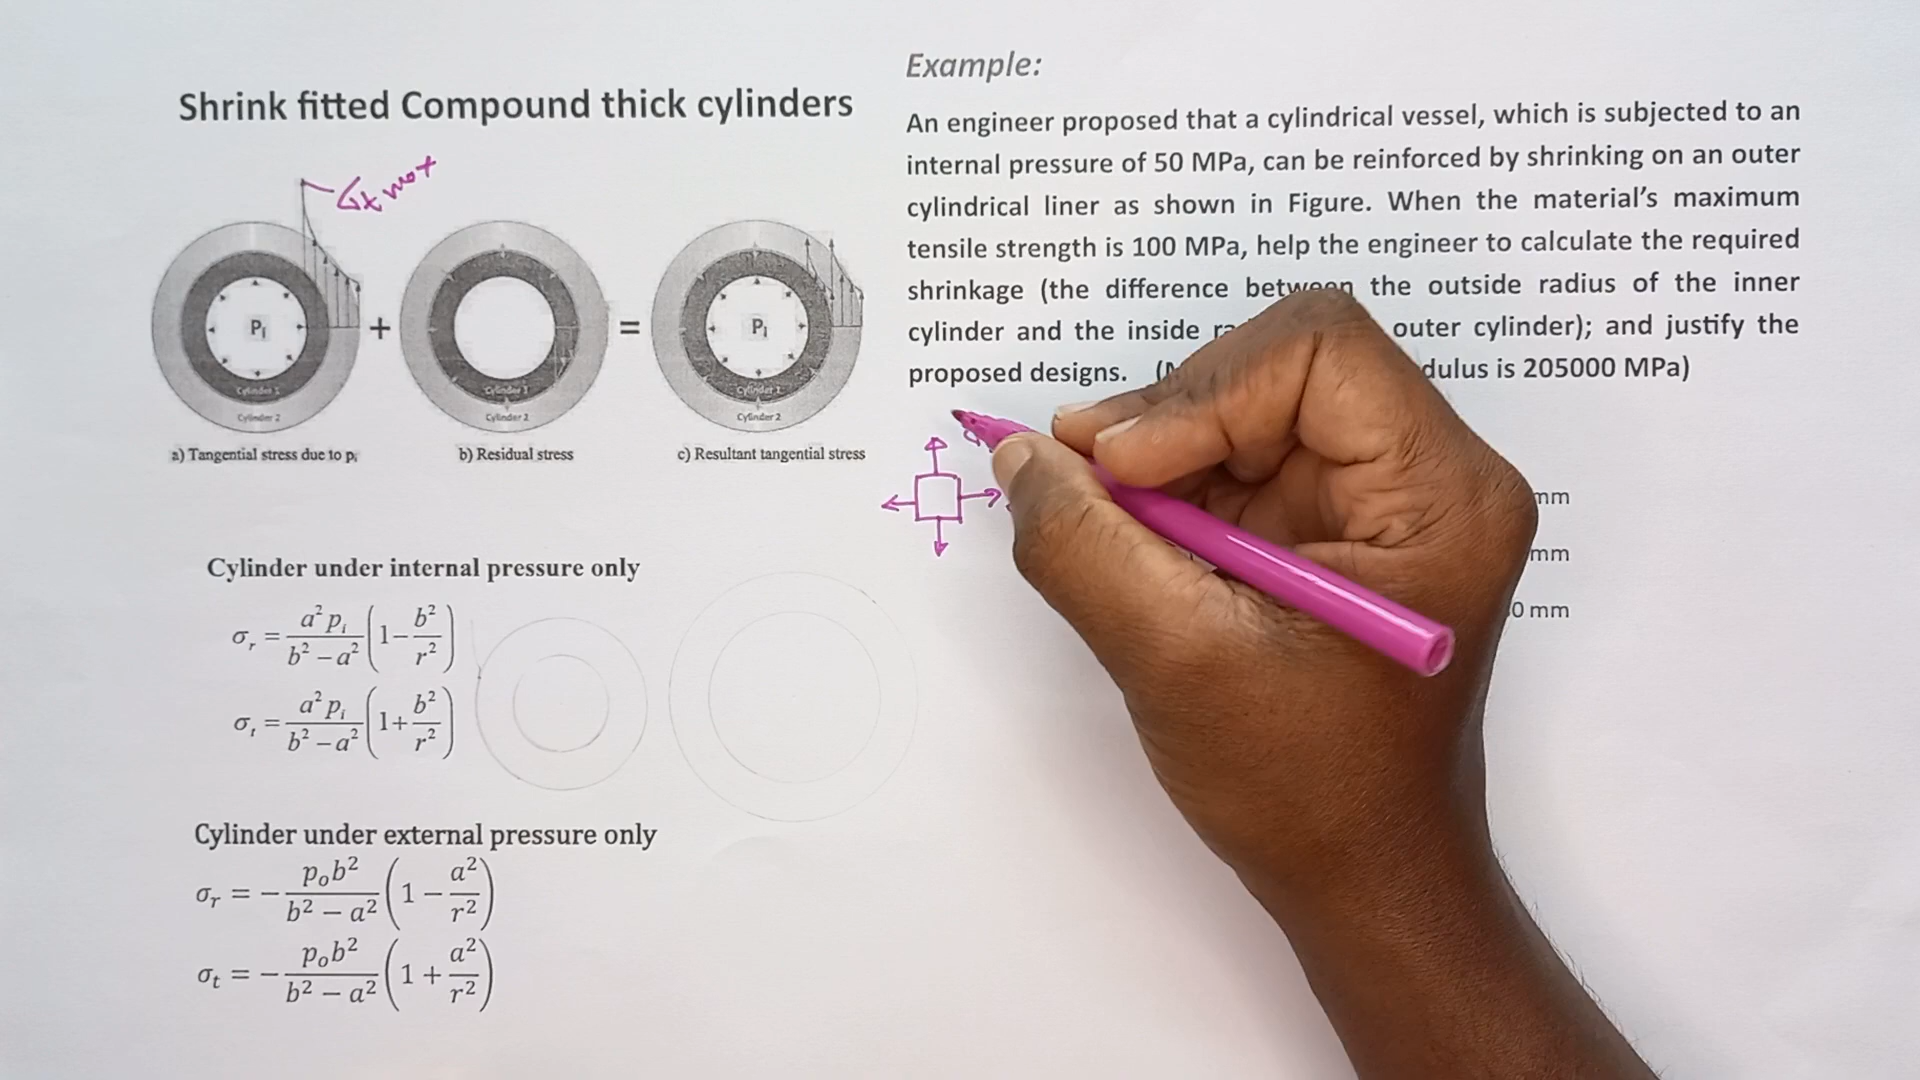 Shrink fitted Compound thick cylinders
σt max
Pi
+
=
Pi
Cylinder 1
Cylinder 2
Cylinder 1
Cylinder 2
Cylinder 1
Cylinder 2
a) Tangential stress due to pi
b) Residual stress
c) Resultant tangential stress
Cylinder under internal pressure only
σr = a² pi / (b² – a²) (1 – b²/r²)
σt = a² pi / (b² – a²) (1 + b²/r²)
Cylinder under external pressure only
σr = – pob² / (b² – a²) (1 – a²/r²)
σt = – pob² / (b² – a²) (1 + a²/r²)
Example:
An engineer proposed that a cylindrical vessel, which is subjected to an
internal pressure of 50 MPa, can be reinforced by shrinking on an outer
cylindrical liner as shown in Figure. When the material’s maximum
tensile strength is 100 MPa, help the engineer to calculate the required
shrinkage (the difference between the outside radius of the inner
cylinder and the inside outer cylinder); and justify the
proposed designs. is 205000 MPa)
mm
mm
0 mm